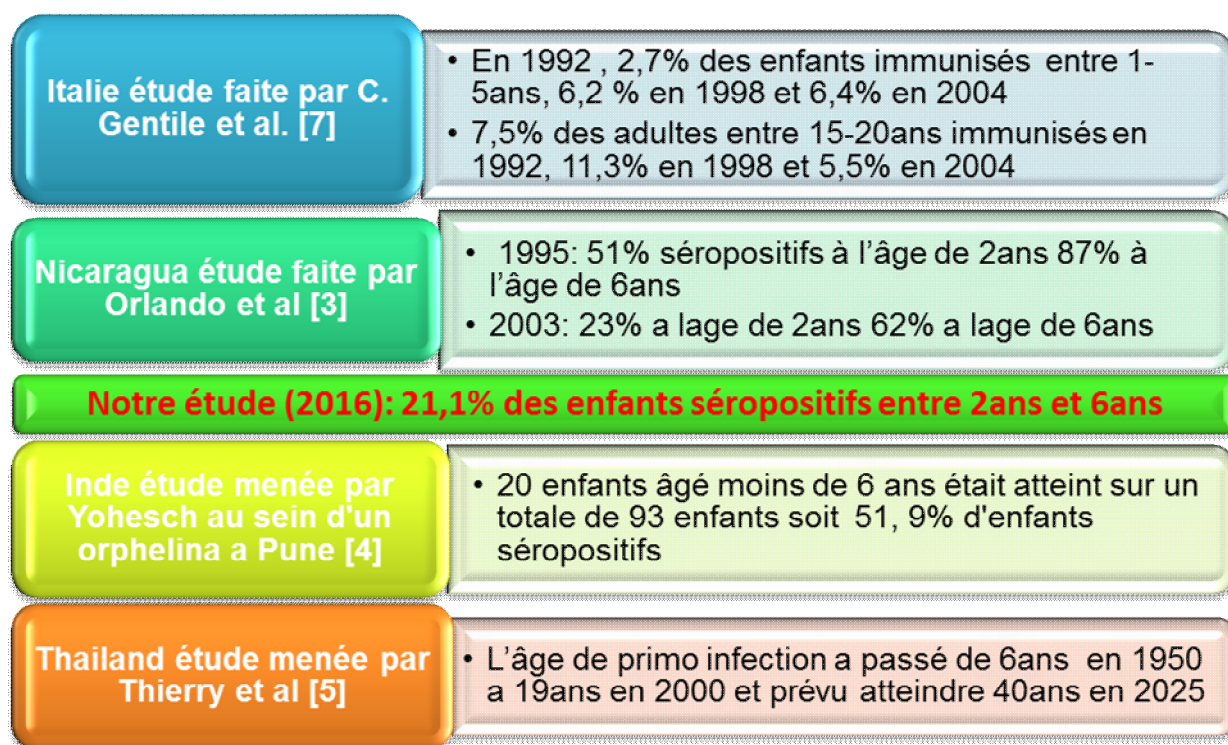 Italie étude faite par C.
Gentile et al. [7]
• En 1992 , 2,7% des enfants immunisés entre 1-
5ans, 6,2 % en 1998 et 6,4% en 2004
• 7,5% des adultes entre 15-20ans immunisés en
1992, 11,3% en 1998 et 5,5% en 2004
Nicaragua étude faite par
Orlando et al [3]
• 1995: 51% séropositifs à l’âge de 2ans 87% à
l’âge de 6ans
• 2003: 23% a lage de 2ans 62% a lage de 6ans
Notre étude (2016): 21,1% des enfants séropositifs entre 2ans et 6ans
Inde étude menée par
Yohesch au sein d'un
orphelina a Pune [4]
• 20 enfants âgé moins de 6 ans était atteint sur un
totale de 93 enfants soit 51, 9% d'enfants
séropositifs
Thailand étude menée par
Thierry et al [5]
• L’âge de primo infection a passé de 6ans en 1950
a 19ans en 2000 et prévu atteindre 40ans en 2025